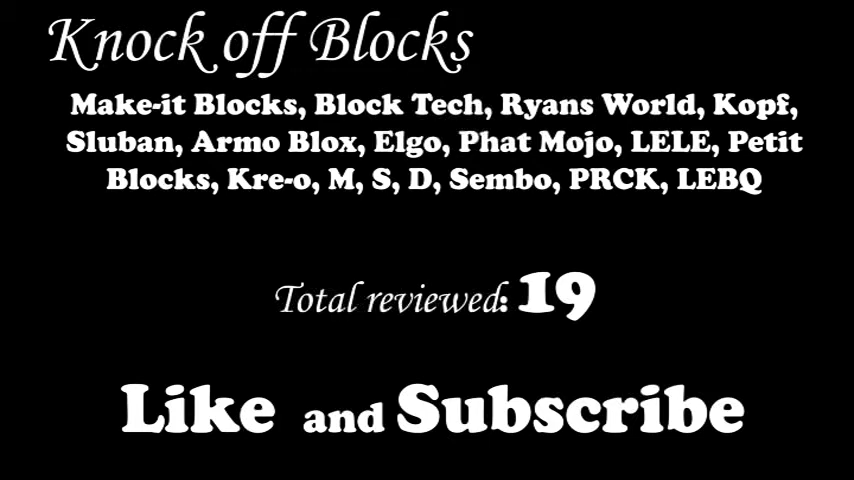 Knock off Blocks
Make-it Blocks, Block Tech, Ryans World, Kopf,
Sluban, Armo Blox, Elgo, Phat Mojo, LELE, Petit
Blocks, Kre-o, M, S, D, Sembo, PRCK, LEBQ
Total reviewed: 19
Like and Subscribe